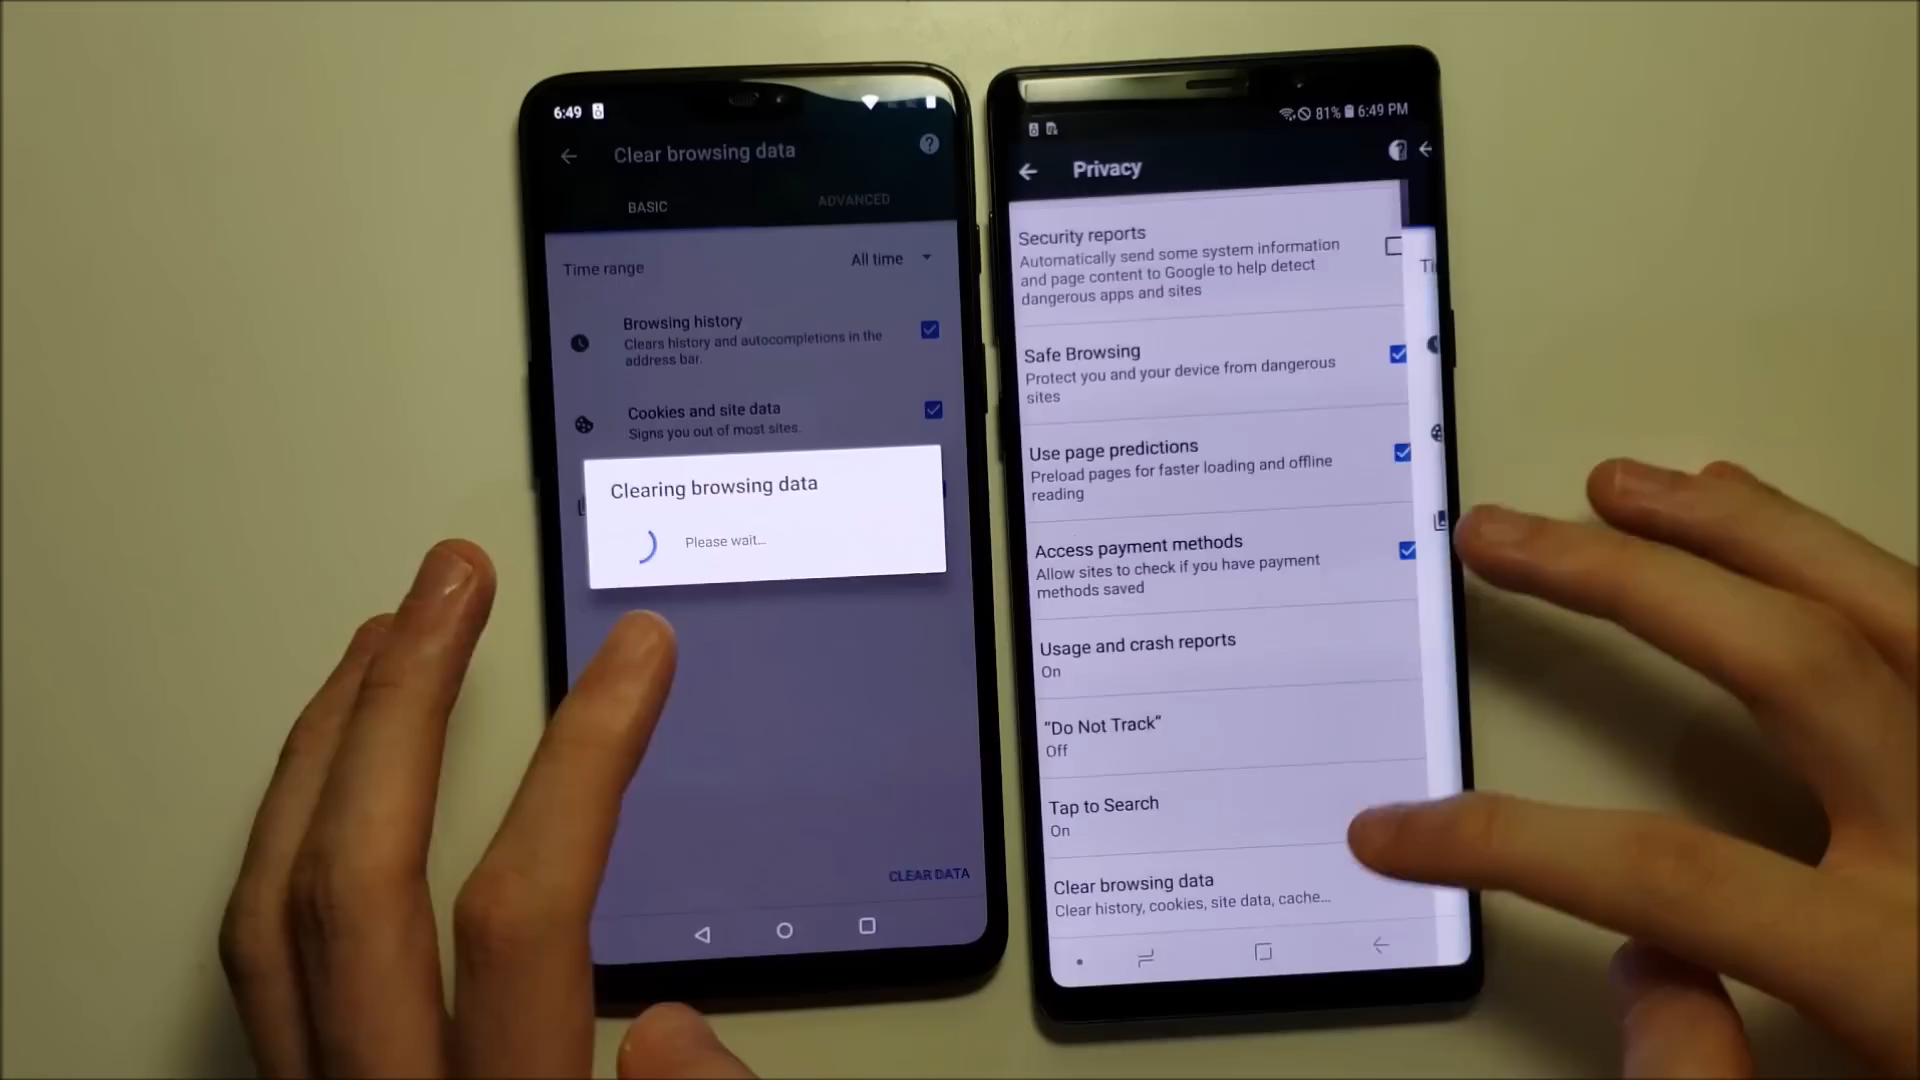 6:49
Clear browsing data
BASIC
ADVANCED
Time range
All time
Browsing history
Clears history and autocompletions in the
address bar.
Cookies and site data
Signs you out of most sites.
Clearing browsing data
Please wait...
CLEAR DATA
81% 6:49 PM
Privacy
Security reports
Automatically send some system information
and page content to Google to help detect
dangerous apps and sites
Safe Browsing
Protect you and your device from dangerous
sites
Use page predictions
Preload pages for faster loading and offline
reading
Access payment methods
Allow sites to check if you have payment
methods saved
Usage and crash reports
On
"Do Not Track"
Off
Tap to Search
On
Clear browsing data
Clear history, cookies, site data, cache...